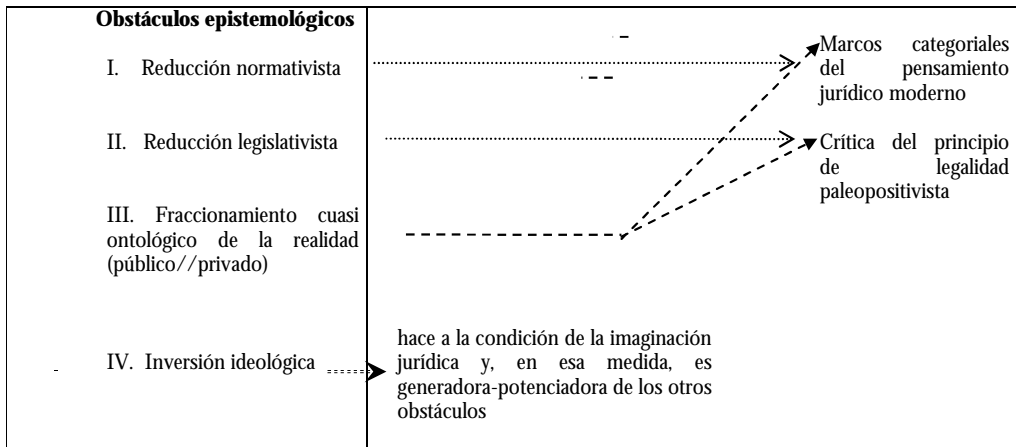 Obstáculos epistemológicos
I. Reducción normativista
Marcos categoriales
del pensamiento
jurídico moderno
II. Reducción legislativista
Crítica del principio
de legalidad
paleopositivista
III. Fraccionamiento cuasi
ontológico de la realidad
(público//privado)
IV. Inversión ideológica
hace a la condición de la imaginación
jurídica y, en esa medida, es
generadora-potenciadora de los otros
obstáculos